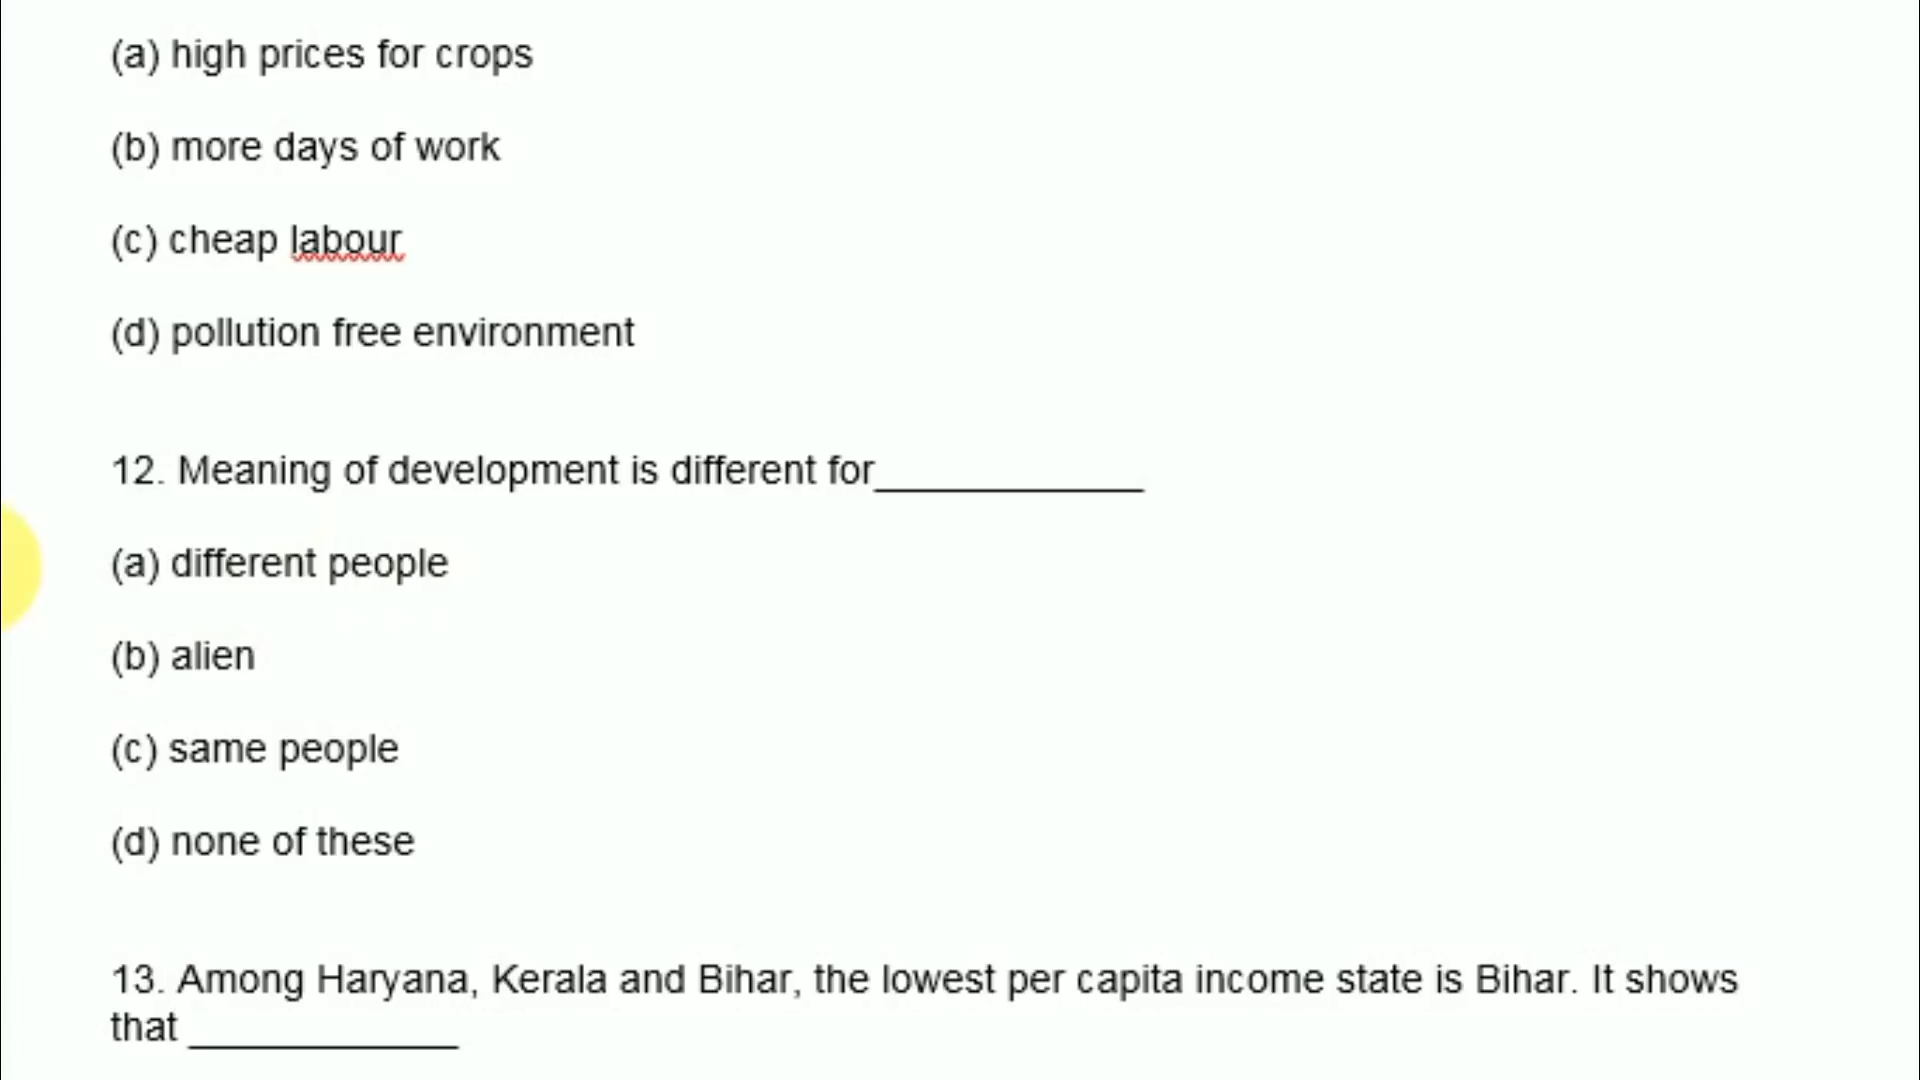 (a) high prices for crops
(b) more days of work
(c) cheap labour
(d) pollution free environment
12. Meaning of development is different for____________
(a) different people
(b) alien
(c) same people
(d) none of these
13. Among Haryana, Kerala and Bihar, the lowest per capita income state is Bihar. It shows
that ____________